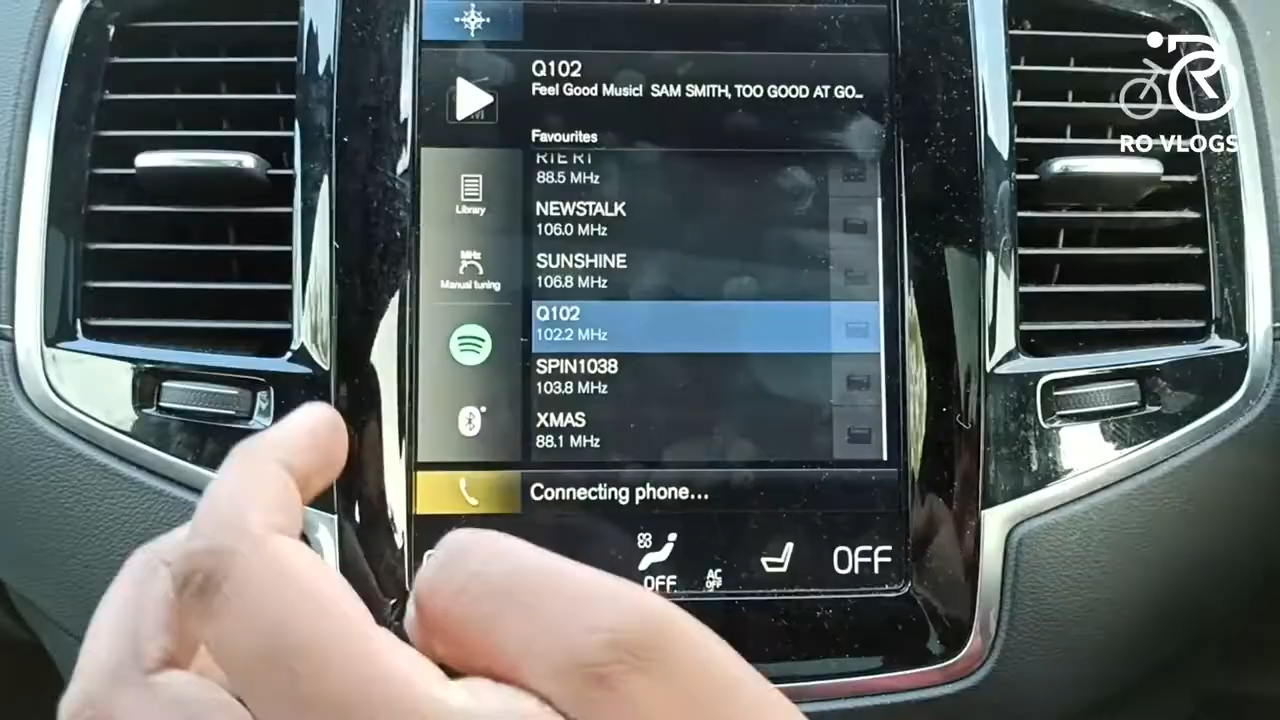 Q102
Feel Good Music! SAM SMITH, TOO GOOD AT GO...
Favourites
RTE R1
88.5 MHz
Library
NEWSTALK
106.0 MHz
SUNSHINE
106.8 MHz
MHz
Manual tuning
Q102
102.2 MHz
SPIN1038
103.8 MHz
XMAS
88.1 MHz
Connecting phone...
OFF
AC
OFF
OFF
RO VLOGS